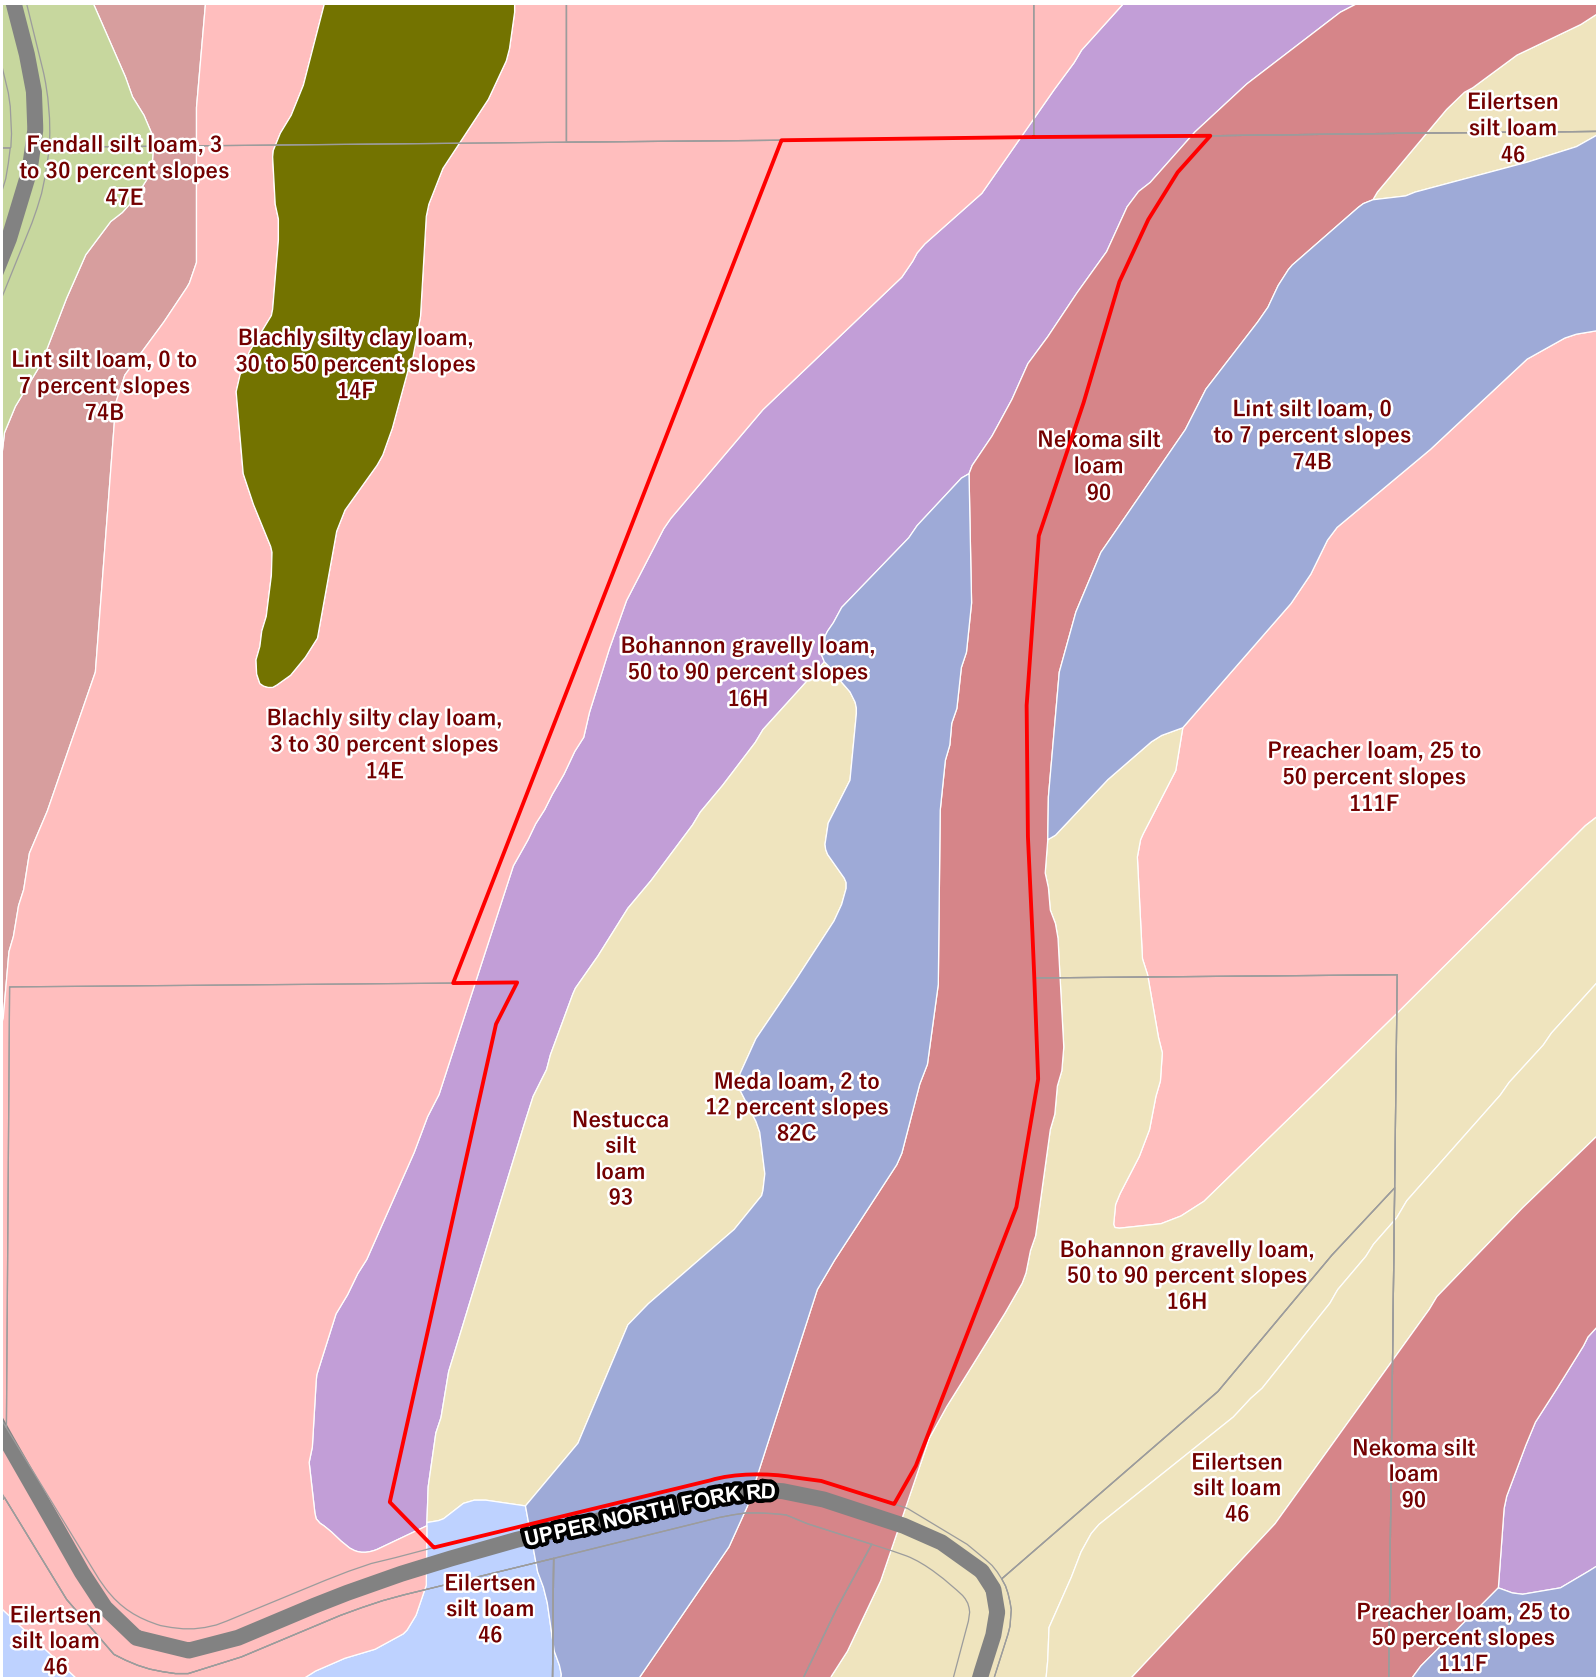 Eilertsen
silt loam
46
Fendall silt loam, 3
to 30 percent slopes
47E
Blachly silty clay loam,
30 to 50 percent slopes
14F
Lint silt loam, 0 to
7 percent slopes
74B
Lint silt loam, 0
to 7 percent slopes
74B
Nekoma silt
loam
90
Bohannon gravelly loam,
50 to 90 percent slopes
16H
Blachly silty clay loam,
3 to 30 percent slopes
14E
Preacher loam, 25 to
50 percent slopes
111F
Meda loam, 2 to
12 percent slopes
82C
Nestucca
silt
loam
93
Bohannon gravelly loam,
50 to 90 percent slopes
16H
Nekoma silt
loam
90
Eilertsen
silt loam
46
UPPER NORTH FORK RD
Eilertsen
silt loam
46
Eilertsen
silt loam
46
Preacher loam, 25 to
50 percent slopes
111F